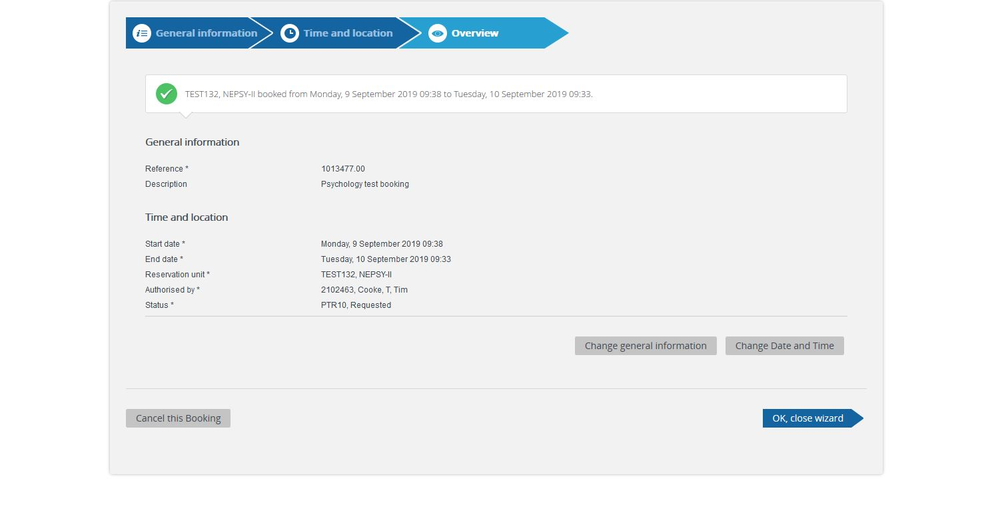 General information Time and location Overview
TEST132, NEPSY-II booked from Monday, 9 September 2019 09:38 to Tuesday, 10 September 2019 09:33.
General information
Reference * 1013477.00
Description Psychology test booking
Time and location
Start date * Monday, 9 September 2019 09:38
End date * Tuesday, 10 September 2019 09:33
Reservation unit * TEST132, NEPSY-II
Authorised by * 2102463, Cooke, T, Tim
Status * PTR10, Requested
Change general information Change Date and Time
Cancel this Booking OK, close wizard